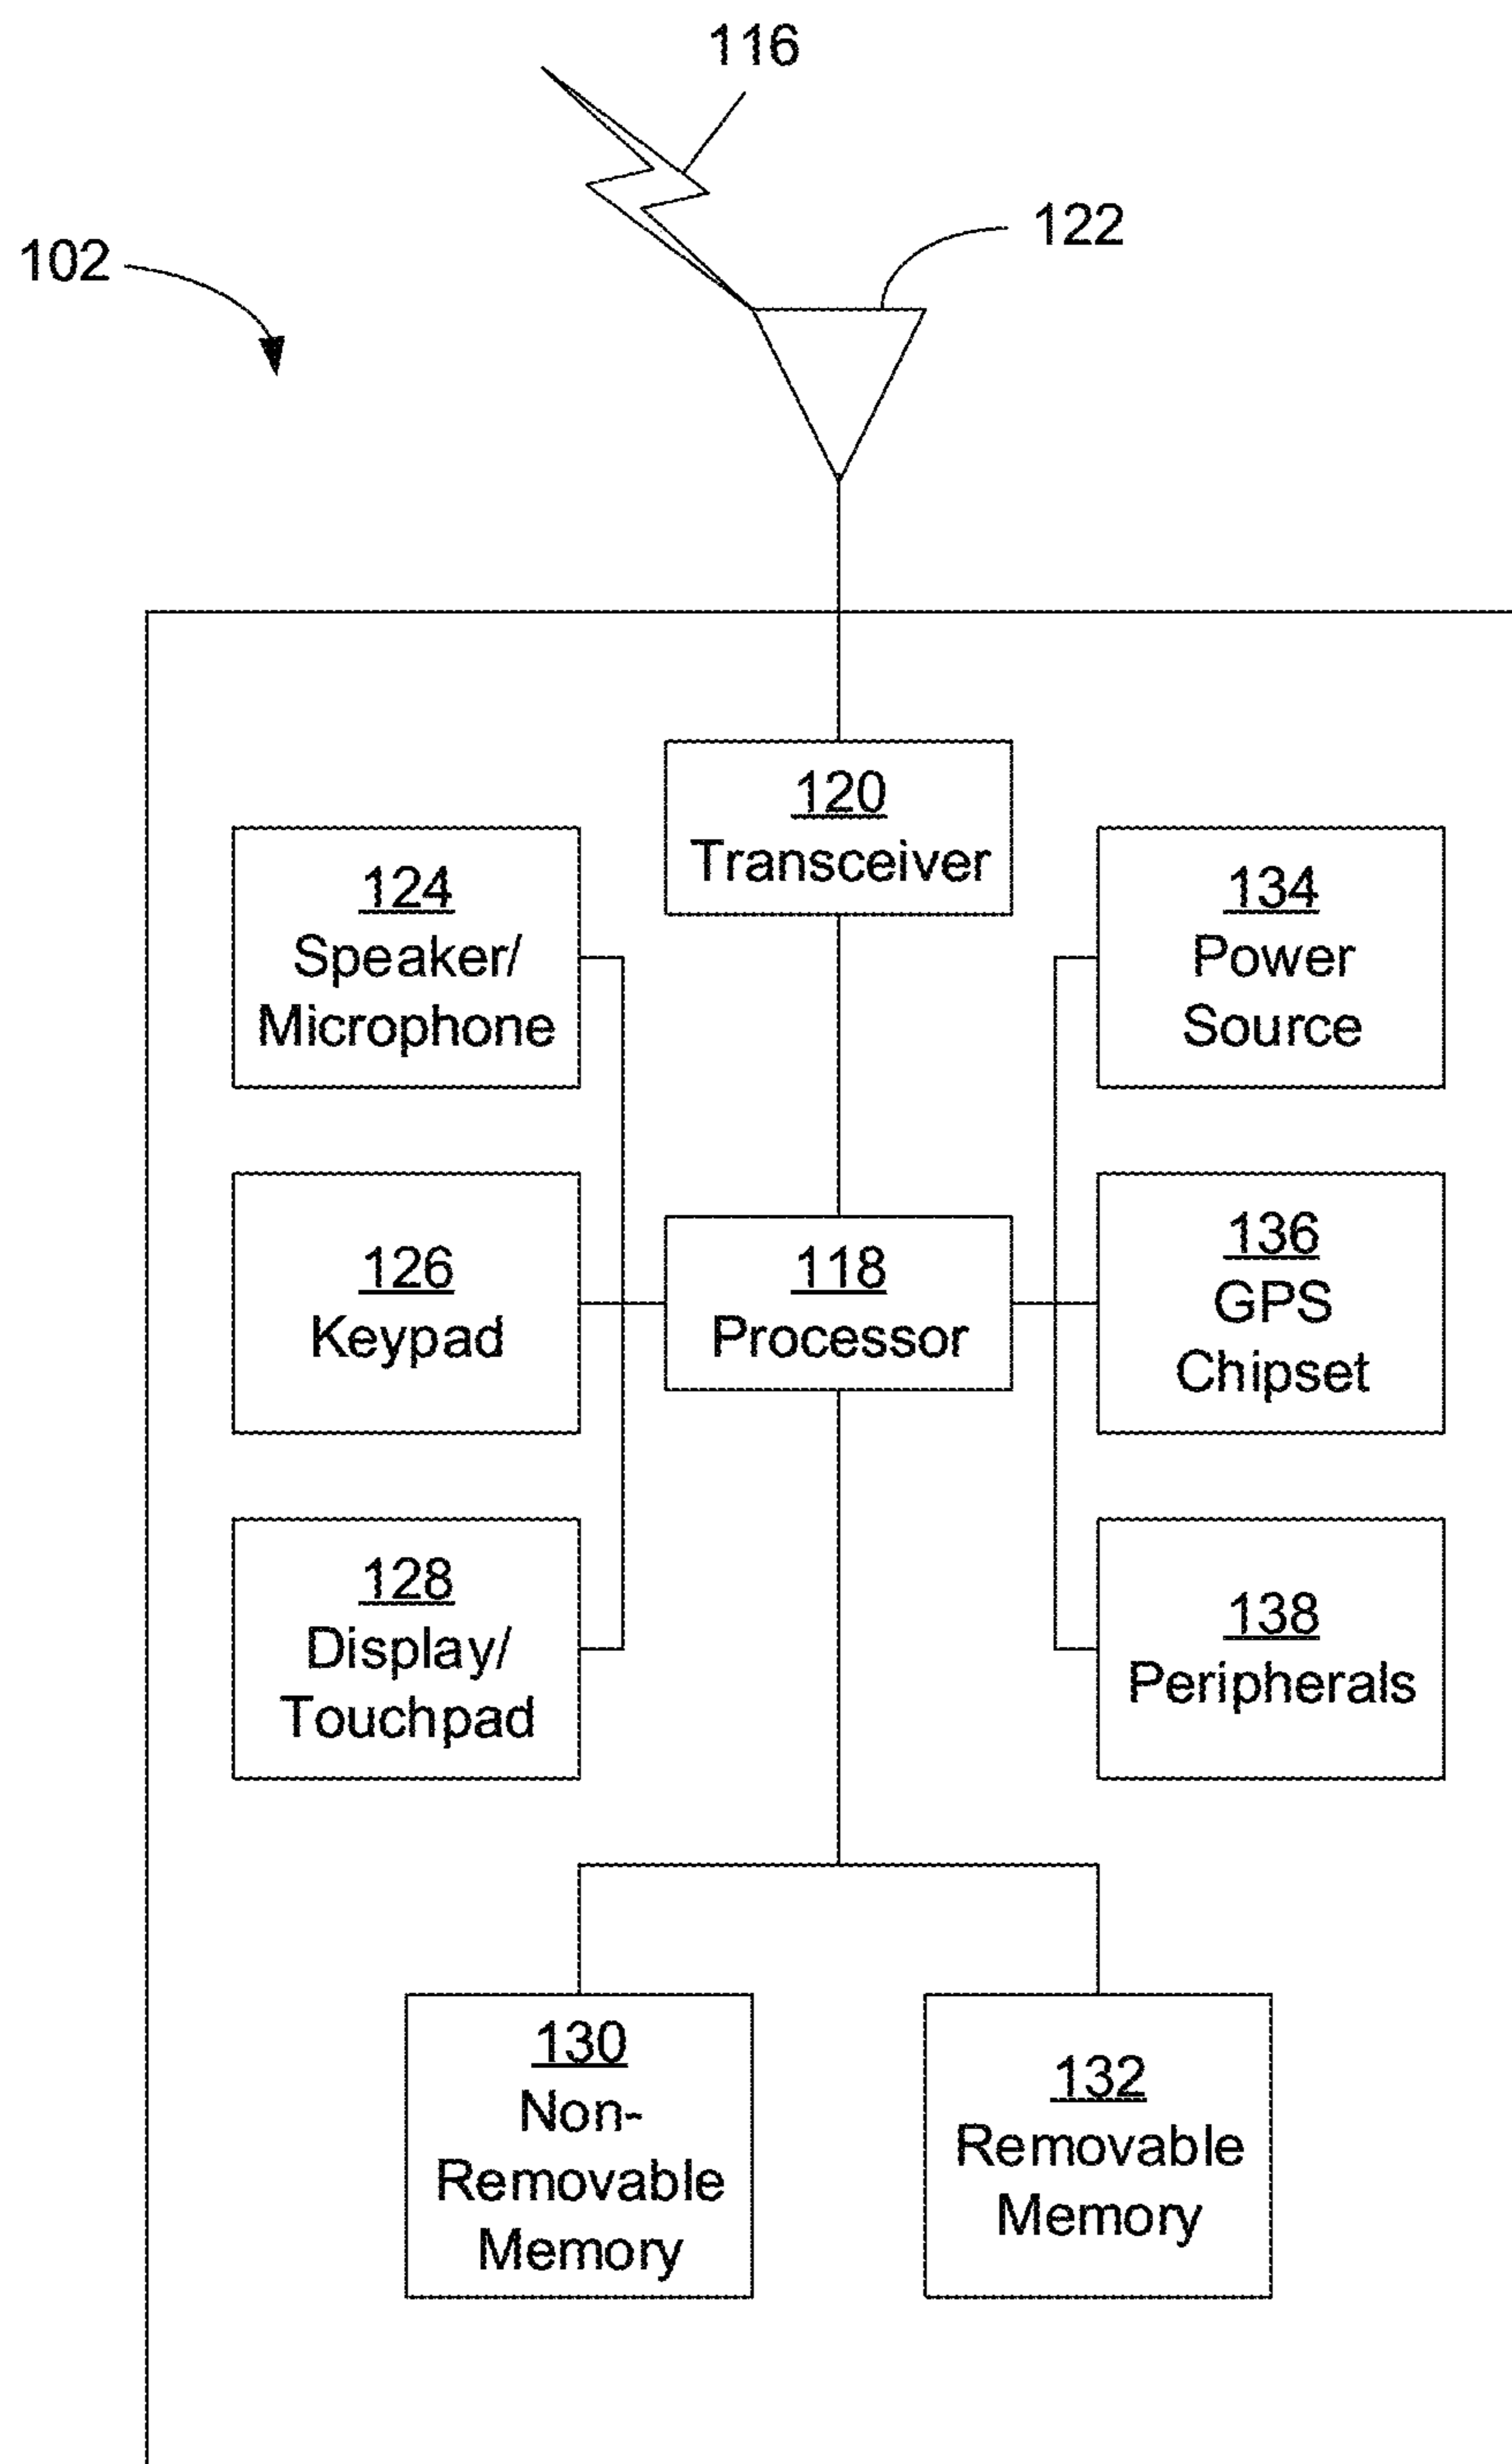 116
122
102
120
Transceiver
124
Speaker/
Microphone
134
Power
Source
126
Keypad
118
Processor
136
GPS
Chipset
128
Display/
Touchpad
138
Peripherals
130
Non-
Removable
Memory
132
Removable
Memory